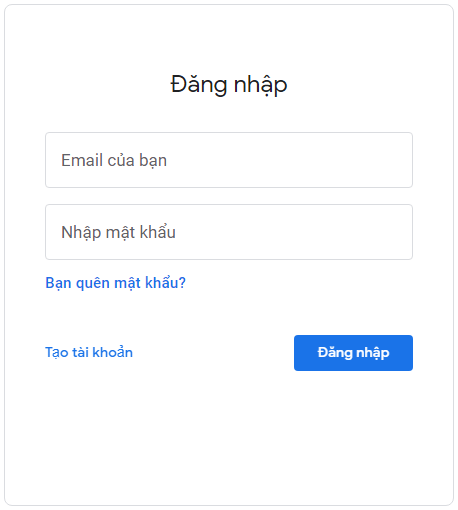 Đăng nhập
Email của bạn
Nhập mật khẩu
Bạn quên mật khẩu?
Tạo tài khoản
Đăng nhập